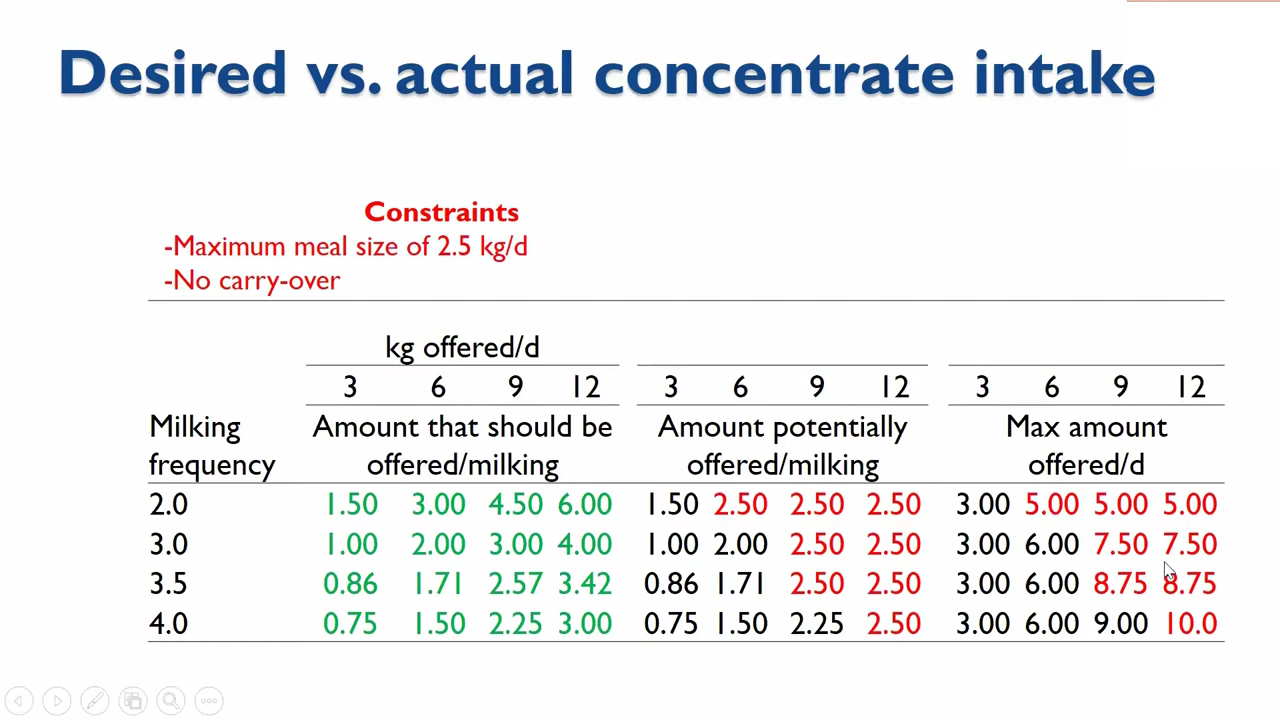 Desired vs. actual concentrate intake
Constraints
-Maximum meal size of 2.5 kg/d
-No carry-over
kg offered/d
3 6 9 12 3 6 9 12 3 6 9 12
Milking Amount that should be Amount potentially Max amount
frequency offered/milking offered/milking offered/d
2.0 1.50 3.00 4.50 6.00 1.50 2.50 2.50 2.50 3.00 5.00 5.00 5.00
3.0 1.00 2.00 3.00 4.00 1.00 2.00 2.50 2.50 3.00 6.00 7.50 7.50
3.5 0.86 1.71 2.57 3.42 0.86 1.71 2.50 2.50 3.00 6.00 8.75 8.75
4.0 0.75 1.50 2.25 3.00 0.75 1.50 2.25 2.50 3.00 6.00 9.00 10.0